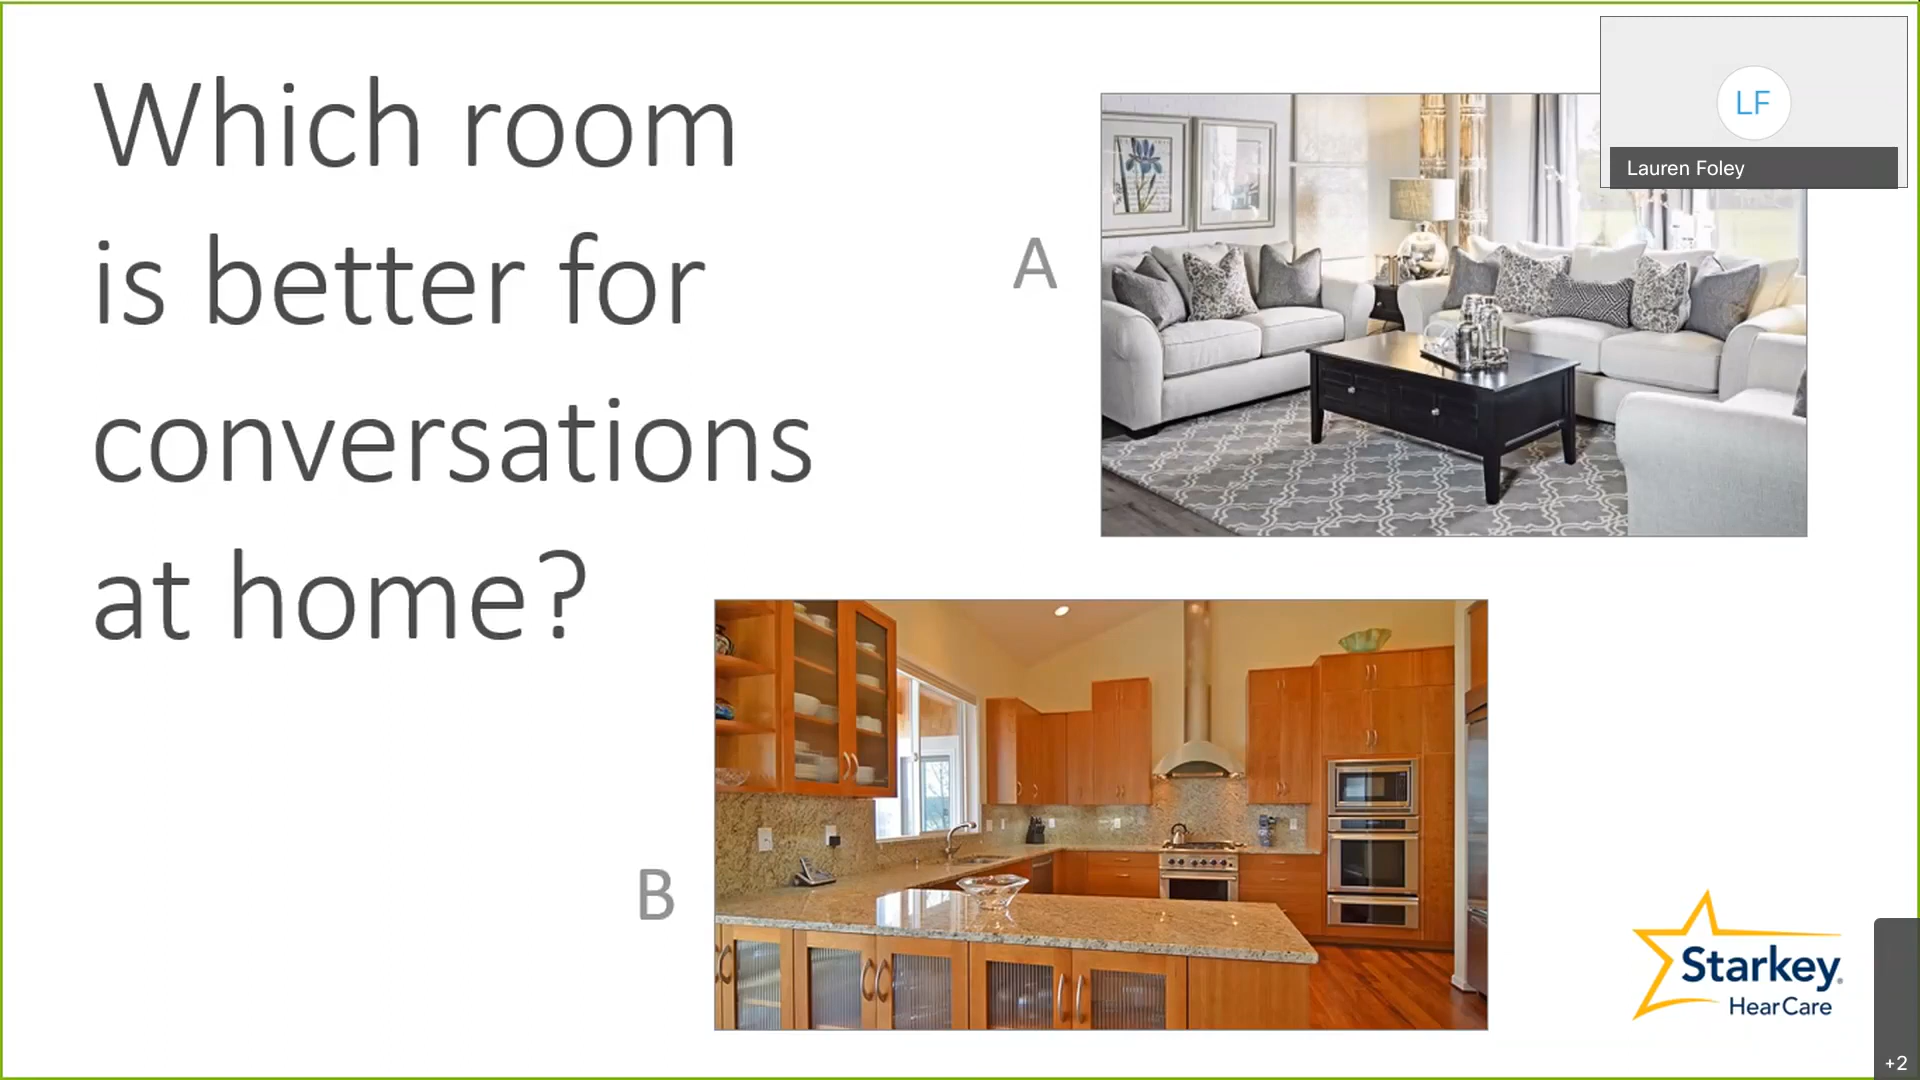 Which room
is better for
conversations
at home?
A
B
LF
Lauren Foley
Starkey®
HearCare
+2